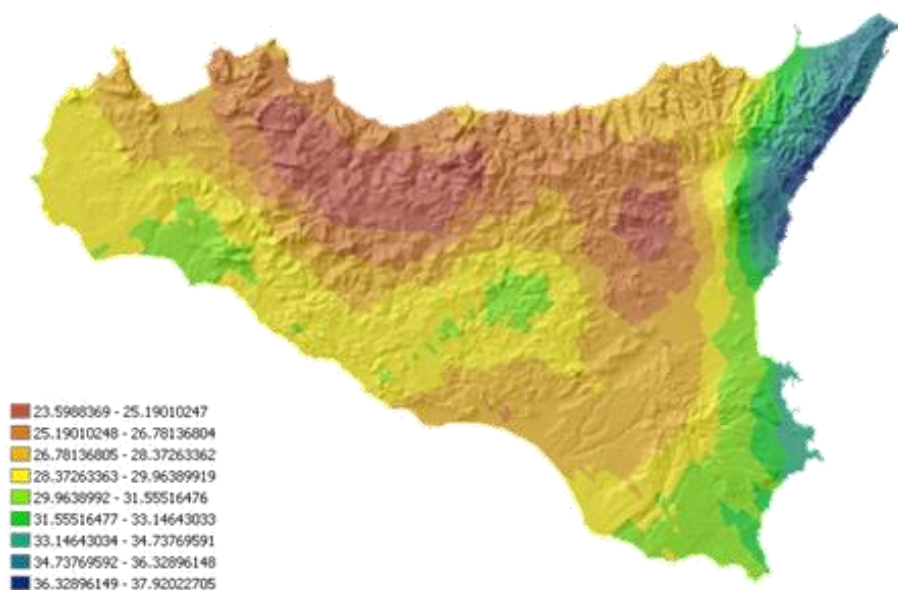 23.5988369 - 25.19010247
25.19010248 - 26.78136804
26.78136805 - 28.37263362
28.37263363 - 29.96389919
29.9638992 - 31.55516476
31.55516477 - 33.14643033
33.14643034 - 34.73769591
34.73769592 - 36.32896148
36.32896149 - 37.92022705